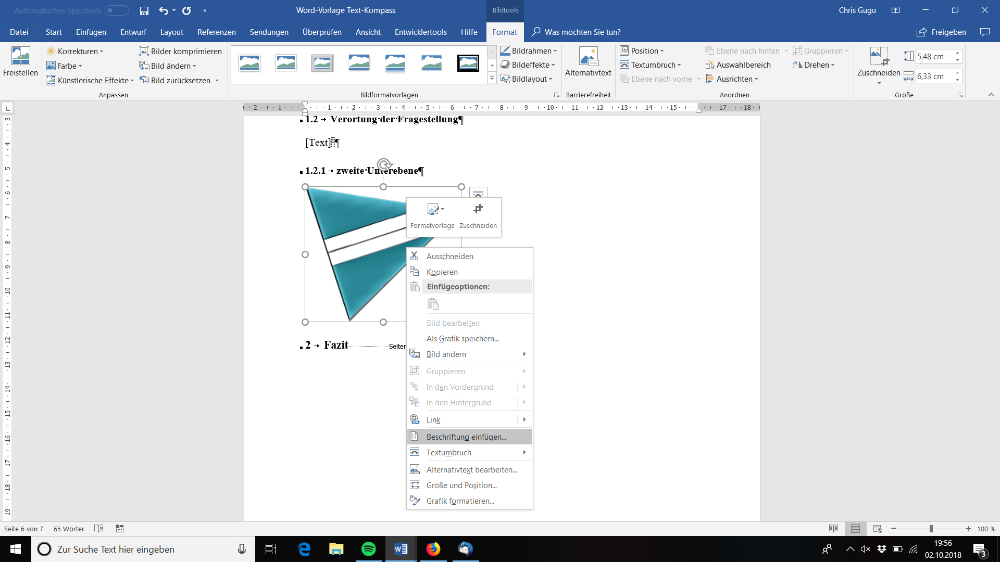 Automatisches Speichern
Word-Vorlage Text-Kompass
Bildtools
Chris Gugu
Datei
Start
Einfügen
Entwurf
Layout
Referenzen
Sendungen
Überprüfen
Ansicht
Entwicklertools
Hilfe
Format
Was möchten Sie tun?
Freigeben
Freistellen
Korrekturen
Farbe
Künstlerische Effekte
Bilder komprimieren
Bild ändern
Bild zurücksetzen
Anpassen
Bildformatvorlagen
Bildrahmen
Bildeffekte
Bildlayout
Alternativtext
Barrierefreiheit
Position
Textumbruch
Ebene nach vorne
Ebene nach hinten
Auswahlbereich
Ausrichten
Gruppieren
Drehen
Anordnen
Zuschneiden
5,48 cm
6,33 cm
Größe
2 1 1 2 3 4 5 6 7 8 9 10 11 12 13 14 15 17 18
3 4 5 6 7 8 9 10 11 12 13 14 15 16 17 18 19
1.2→ Verortung·der·Fragestellung¶
[Text]1¶
1.2.1→ zweite·Unterebene¶
Formatvorlage
Zuschneiden
Ausschneiden
Kopieren
Einfügeoptionen:
Bild bearbeiten
Als Grafik speichern...
Bild ändern
Gruppieren
In den Vordergrund
In den Hintergrund
Link
Beschriftung einfügen...
Textumbruch
Alternativtext bearbeiten...
Größe und Position...
Grafik formatieren...
2→ Fazit Seiten
Seite 6 von 7
65 Wörter
100 %
Zur Suche Text hier eingeben
19:56
02.10.2018
3